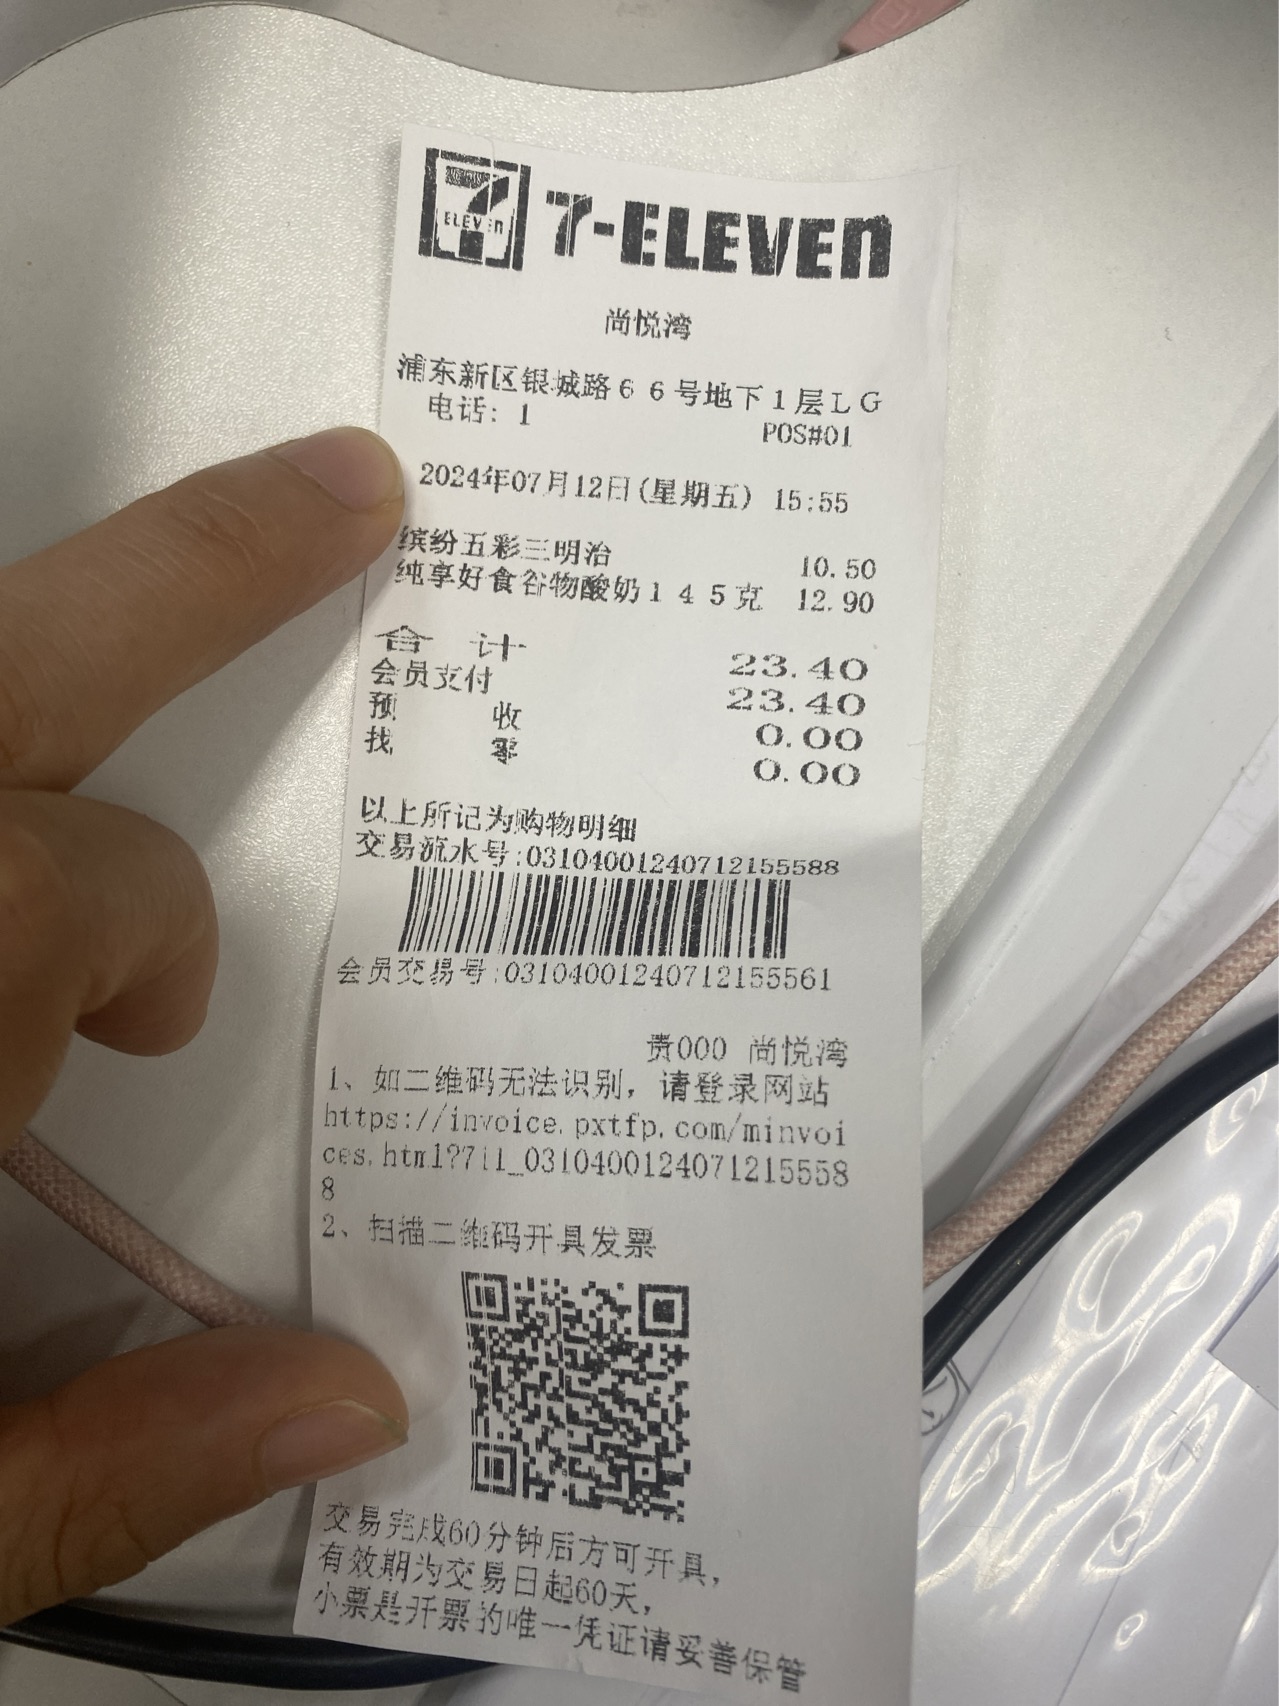 7-ELEVEN
7-ELEVEN
尚悦湾
浦东新区银城路66号地下1层LG
电话: 1 POS#01
2024年07月12日(星期五) 15:55
缤纷五彩三明治 10.50
纯享好食谷物酸奶145克 12.90
合 计 23.40
会员支付 23.40
预 收 0.00
找 零 0.00
以上所记为购物明细
交易流水号:03104001240712155588
会员交易号:03104001240712155561
贵000 尚悦湾
1、如二维码无法识别，请登录网站
https://invoice.pxtfp.com/minvoi
ces.html?711_0310400124071215558
8
2、扫描二维码开具发票
交易完成60分钟后方可开具，
有效期为交易日起60天，
小票是开票的唯一凭证请妥善保管